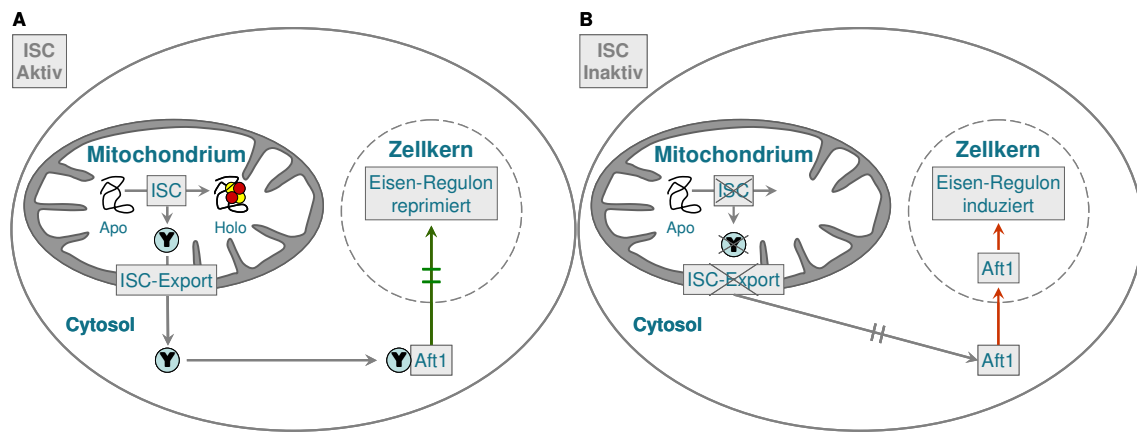 A
ISC
Aktiv
Mitochondrium
ISC
Apo
Holo
Y
ISC-Export
Cytosol
Y
Y
Aft1
Zellkern
Eisen-Regulon
reprimiert
B
ISC
Inaktiv
Mitochondrium
ISC
Apo
Y
ISC-Export
Cytosol
Zellkern
Eisen-Regulon
induziert
Aft1
Aft1